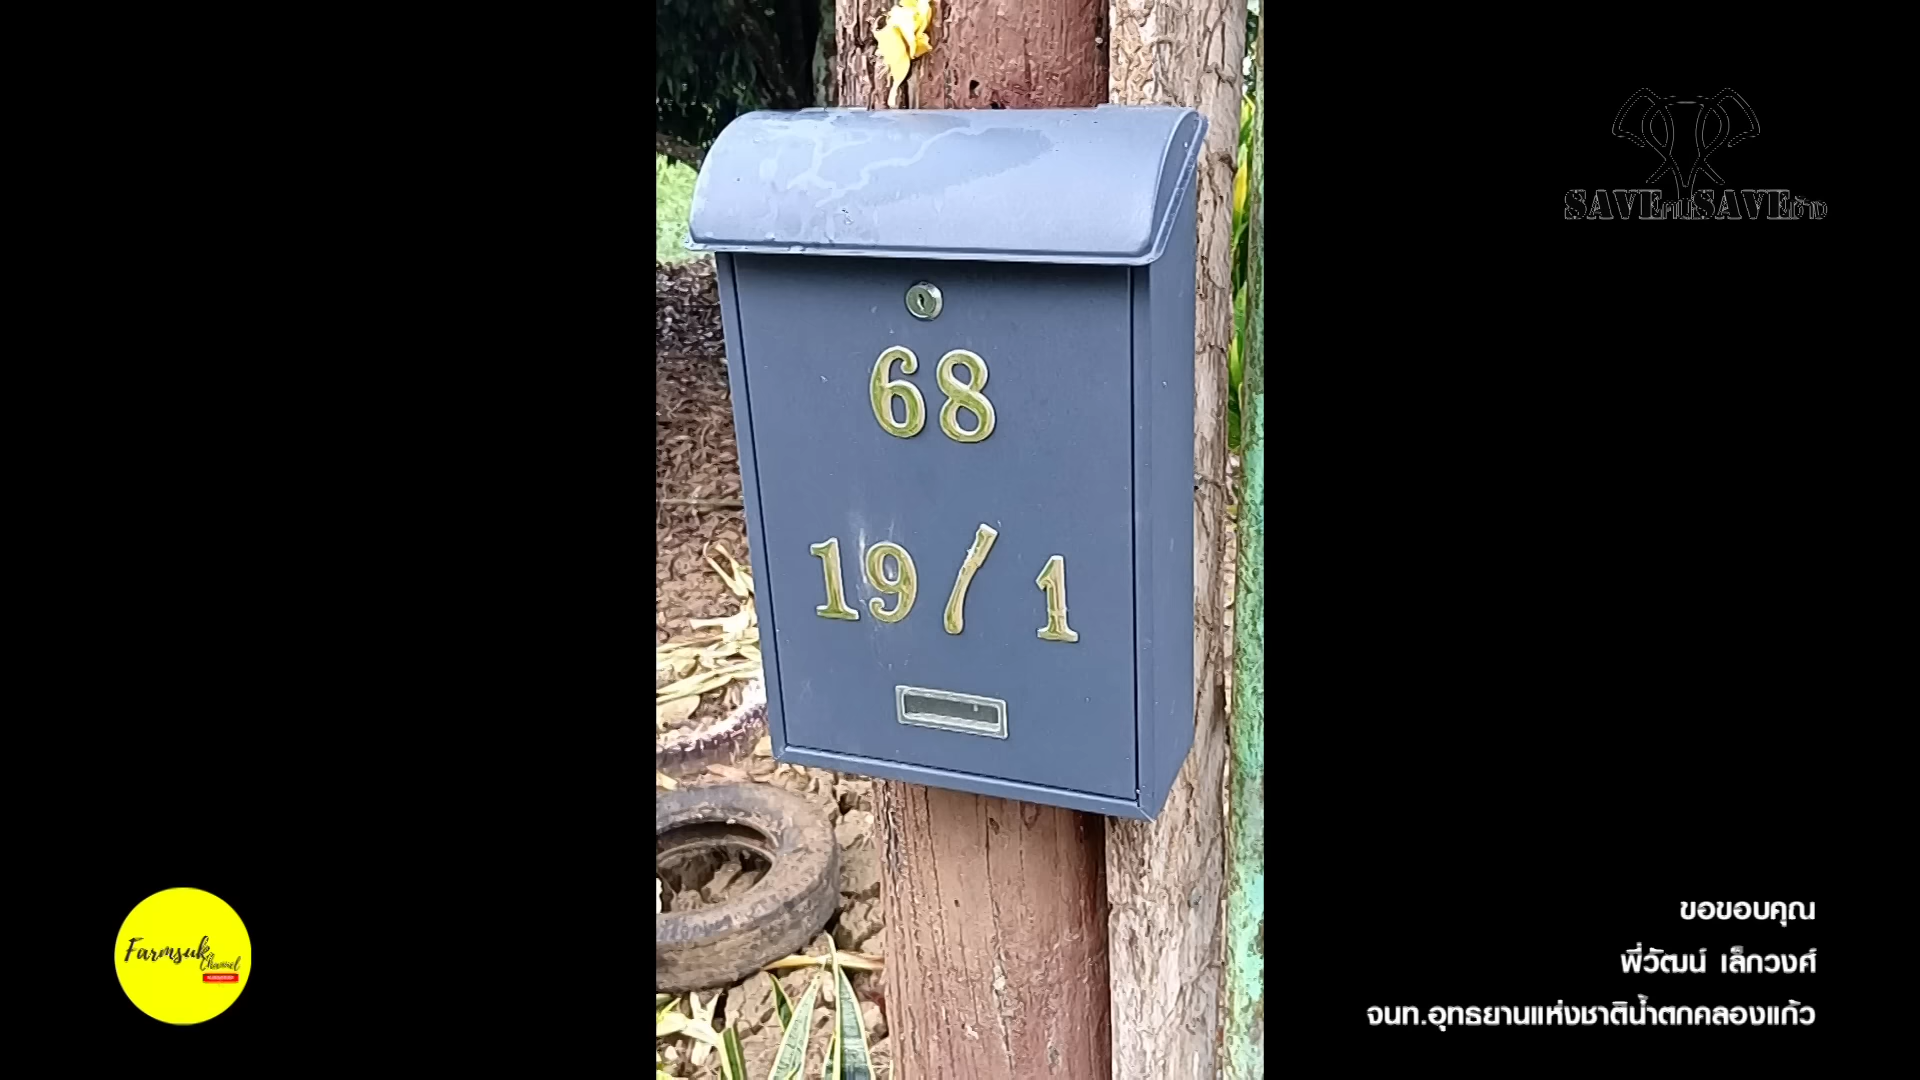 SAVEคนSAVEช้าง
68
19/1
Farmsuk
Channel
ขอขอบคุณ
พี่วัฒน์ เล็กวงศ์
จนท.อุทธยานแห่งชาติน้ำตกคลองแก้ว